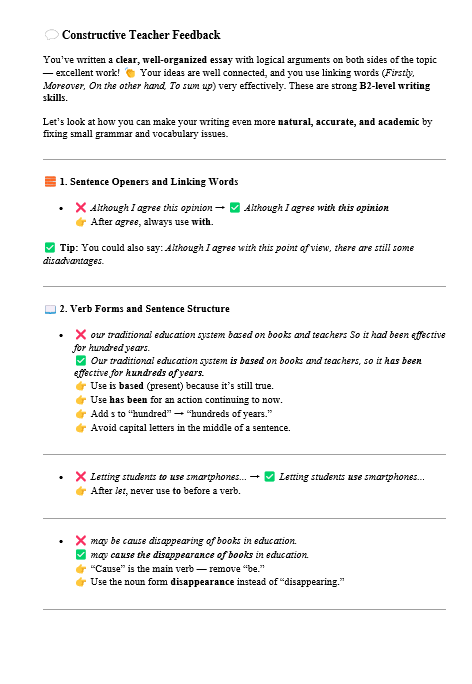 💬 Constructive Teacher Feedback
You've written a clear, well-organized essay with logical arguments on both sides of the topic
— excellent work! 👏 Your ideas are well connected, and you use linking words (Firstly,
Moreover, On the other hand, To sum up) very effectively. These are strong B2-level writing
skills.
Let's look at how you can make your writing even more natural, accurate, and academic by
fixing small grammar and vocabulary issues.
🧱 1. Sentence Openers and Linking Words
• ❌ Although I agree this opinion → ✅ Although I agree with this opinion
👉 After agree, always use with.
✅ Tip: You could also say: Although I agree with this point of view, there are still some
disadvantages.
📖 2. Verb Forms and Sentence Structure
• ❌ our traditional education system based on books and teachers So it had been effective
for hundred years.
✅ Our traditional education system is based on books and teachers, so it has been
effective for hundreds of years.
👉 Use is based (present) because it's still true.
👉 Use has been for an action continuing to now.
👉 Add s to “hundred” → “hundreds of years.”
👉 Avoid capital letters in the middle of a sentence.
• ❌ Letting students to use smartphones... → ✅ Letting students use smartphones...
👉 After let, never use to before a verb.
• ❌ may be cause disappearing of books in education.
✅ may cause the disappearance of books in education.
👉 “Cause” is the main verb — remove “be.”
👉 Use the noun form disappearance instead of “disappearing.”